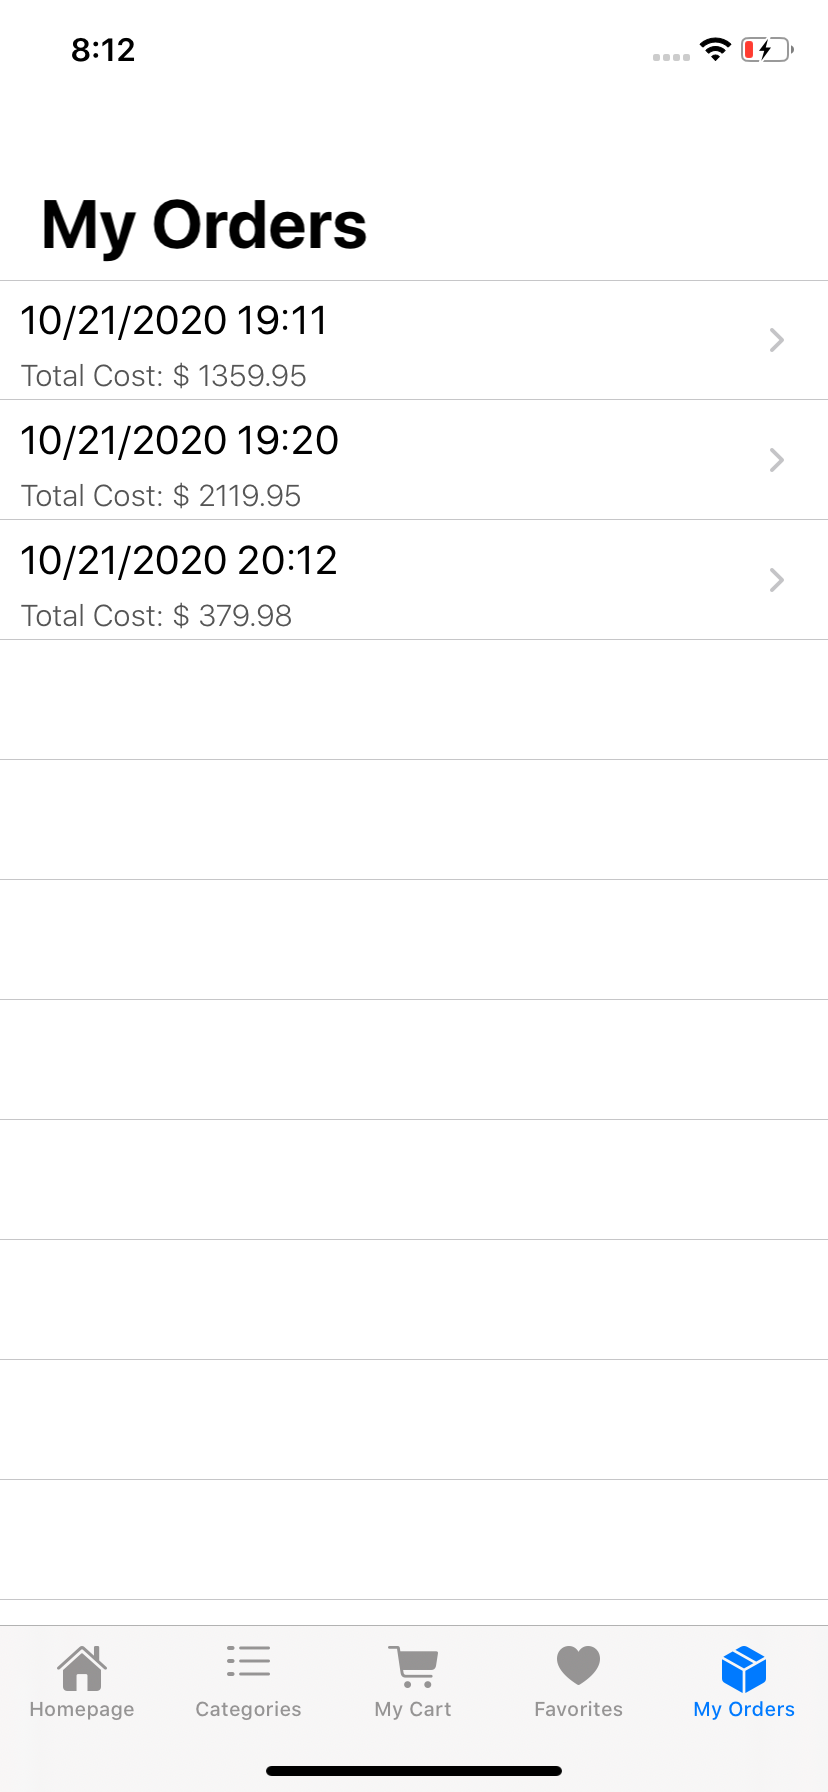 8:12
My Orders
10/21/2020 19:11
Total Cost: $ 1359.95
10/21/2020 19:20
Total Cost: $ 2119.95
10/21/2020 20:12
Total Cost: $ 379.98
Homepage
Categories
My Cart
Favorites
My Orders